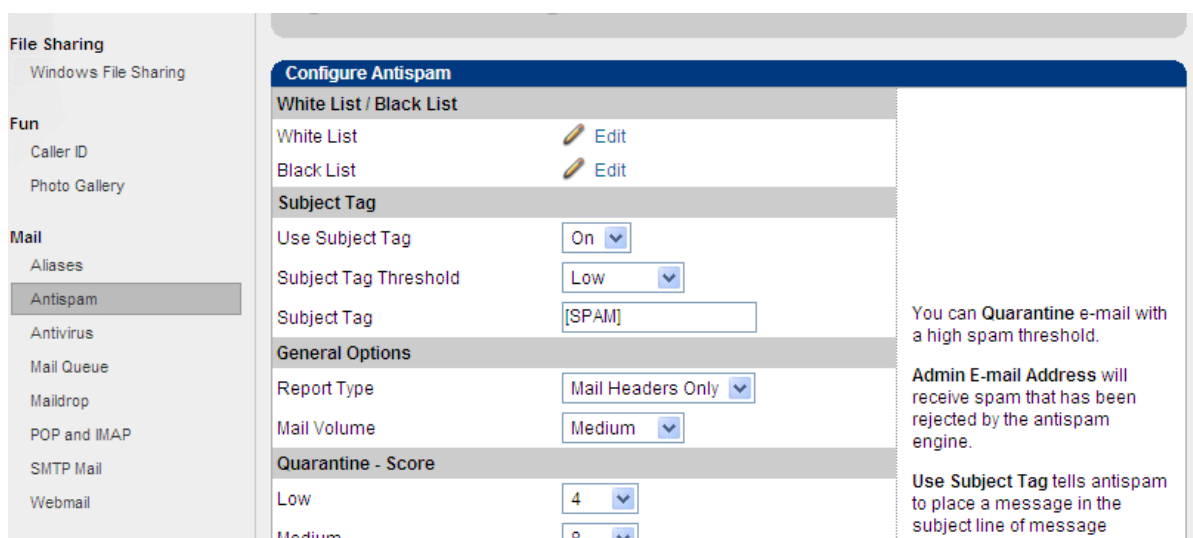 File Sharing
Windows File Sharing
Fun
Caller ID
Photo Gallery
Mail
Aliases
Antispam
Antivirus
Mail Queue
Maildrop
POP and IMAP
SMTP Mail
Webmail
Configure Antispam
White List / Black List
White List Edit
Black List Edit
Subject Tag
Use Subject Tag On
Subject Tag Threshold Low
Subject Tag [SPAM]
General Options
Report Type Mail Headers Only
Mail Volume Medium
Quarantine - Score
Low 4
Medium 8
You can Quarantine e-mail with
a high spam threshold.
Admin E-mail Address will
receive spam that has been
rejected by the antispam
engine.
Use Subject Tag tells antispam
to place a message in the
subject line of message